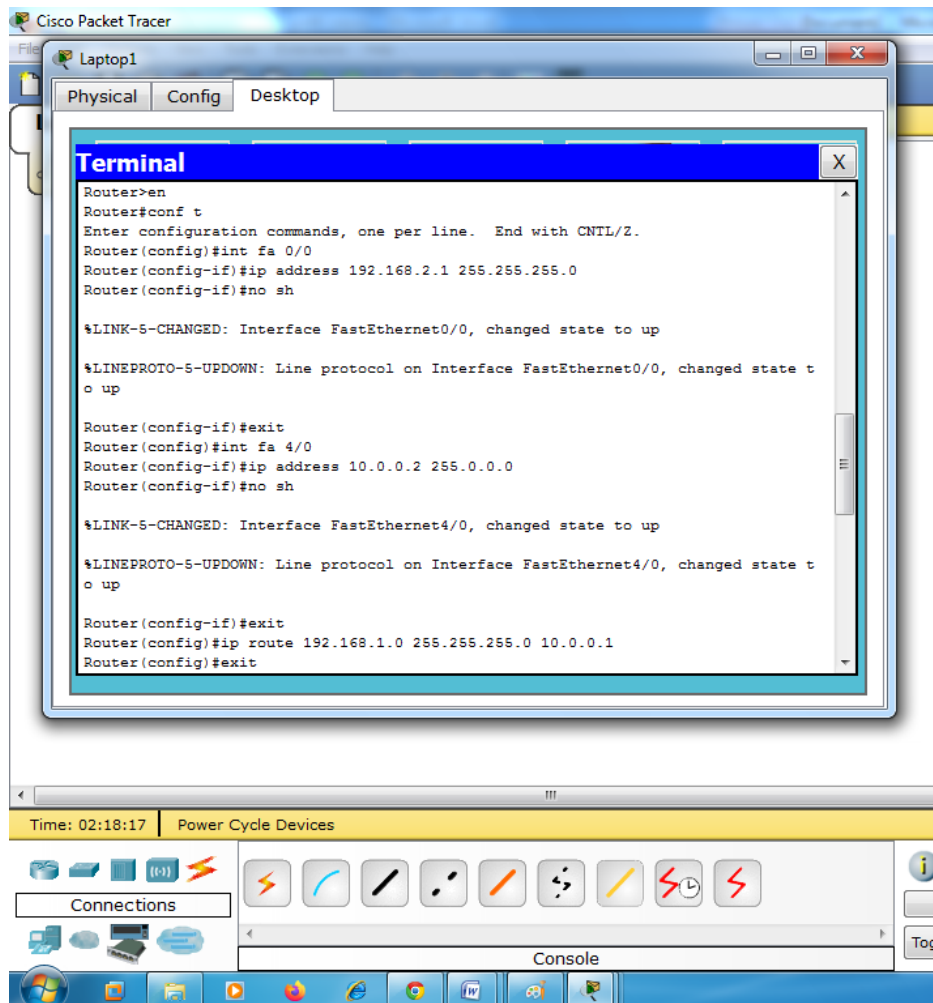 Cisco Packet Tracer
File
Laptop1
X
Physical Config Desktop
Terminal
X
Router>en
Router#conf t
Enter configuration commands, one per line.  End with CNTL/Z.
Router(config)#int fa 0/0
Router(config-if)#ip address 192.168.2.1 255.255.255.0
Router(config-if)#no sh
%LINK-5-CHANGED: Interface FastEthernet0/0, changed state to up
%LINEPROTO-5-UPDOWN: Line protocol on Interface FastEthernet0/0, changed state t
o up
Router(config-if)#exit
Router(config)#int fa 4/0
Router(config-if)#ip address 10.0.0.2 255.0.0.0
Router(config-if)#no sh
%LINK-5-CHANGED: Interface FastEthernet4/0, changed state to up
%LINEPROTO-5-UPDOWN: Line protocol on Interface FastEthernet4/0, changed state t
o up
Router(config-if)#exit
Router(config)#ip route 192.168.1.0 255.255.255.0 10.0.0.1
Router(config)#exit
Time: 02:18:17 Power Cycle Devices
Connections
Console
Tog